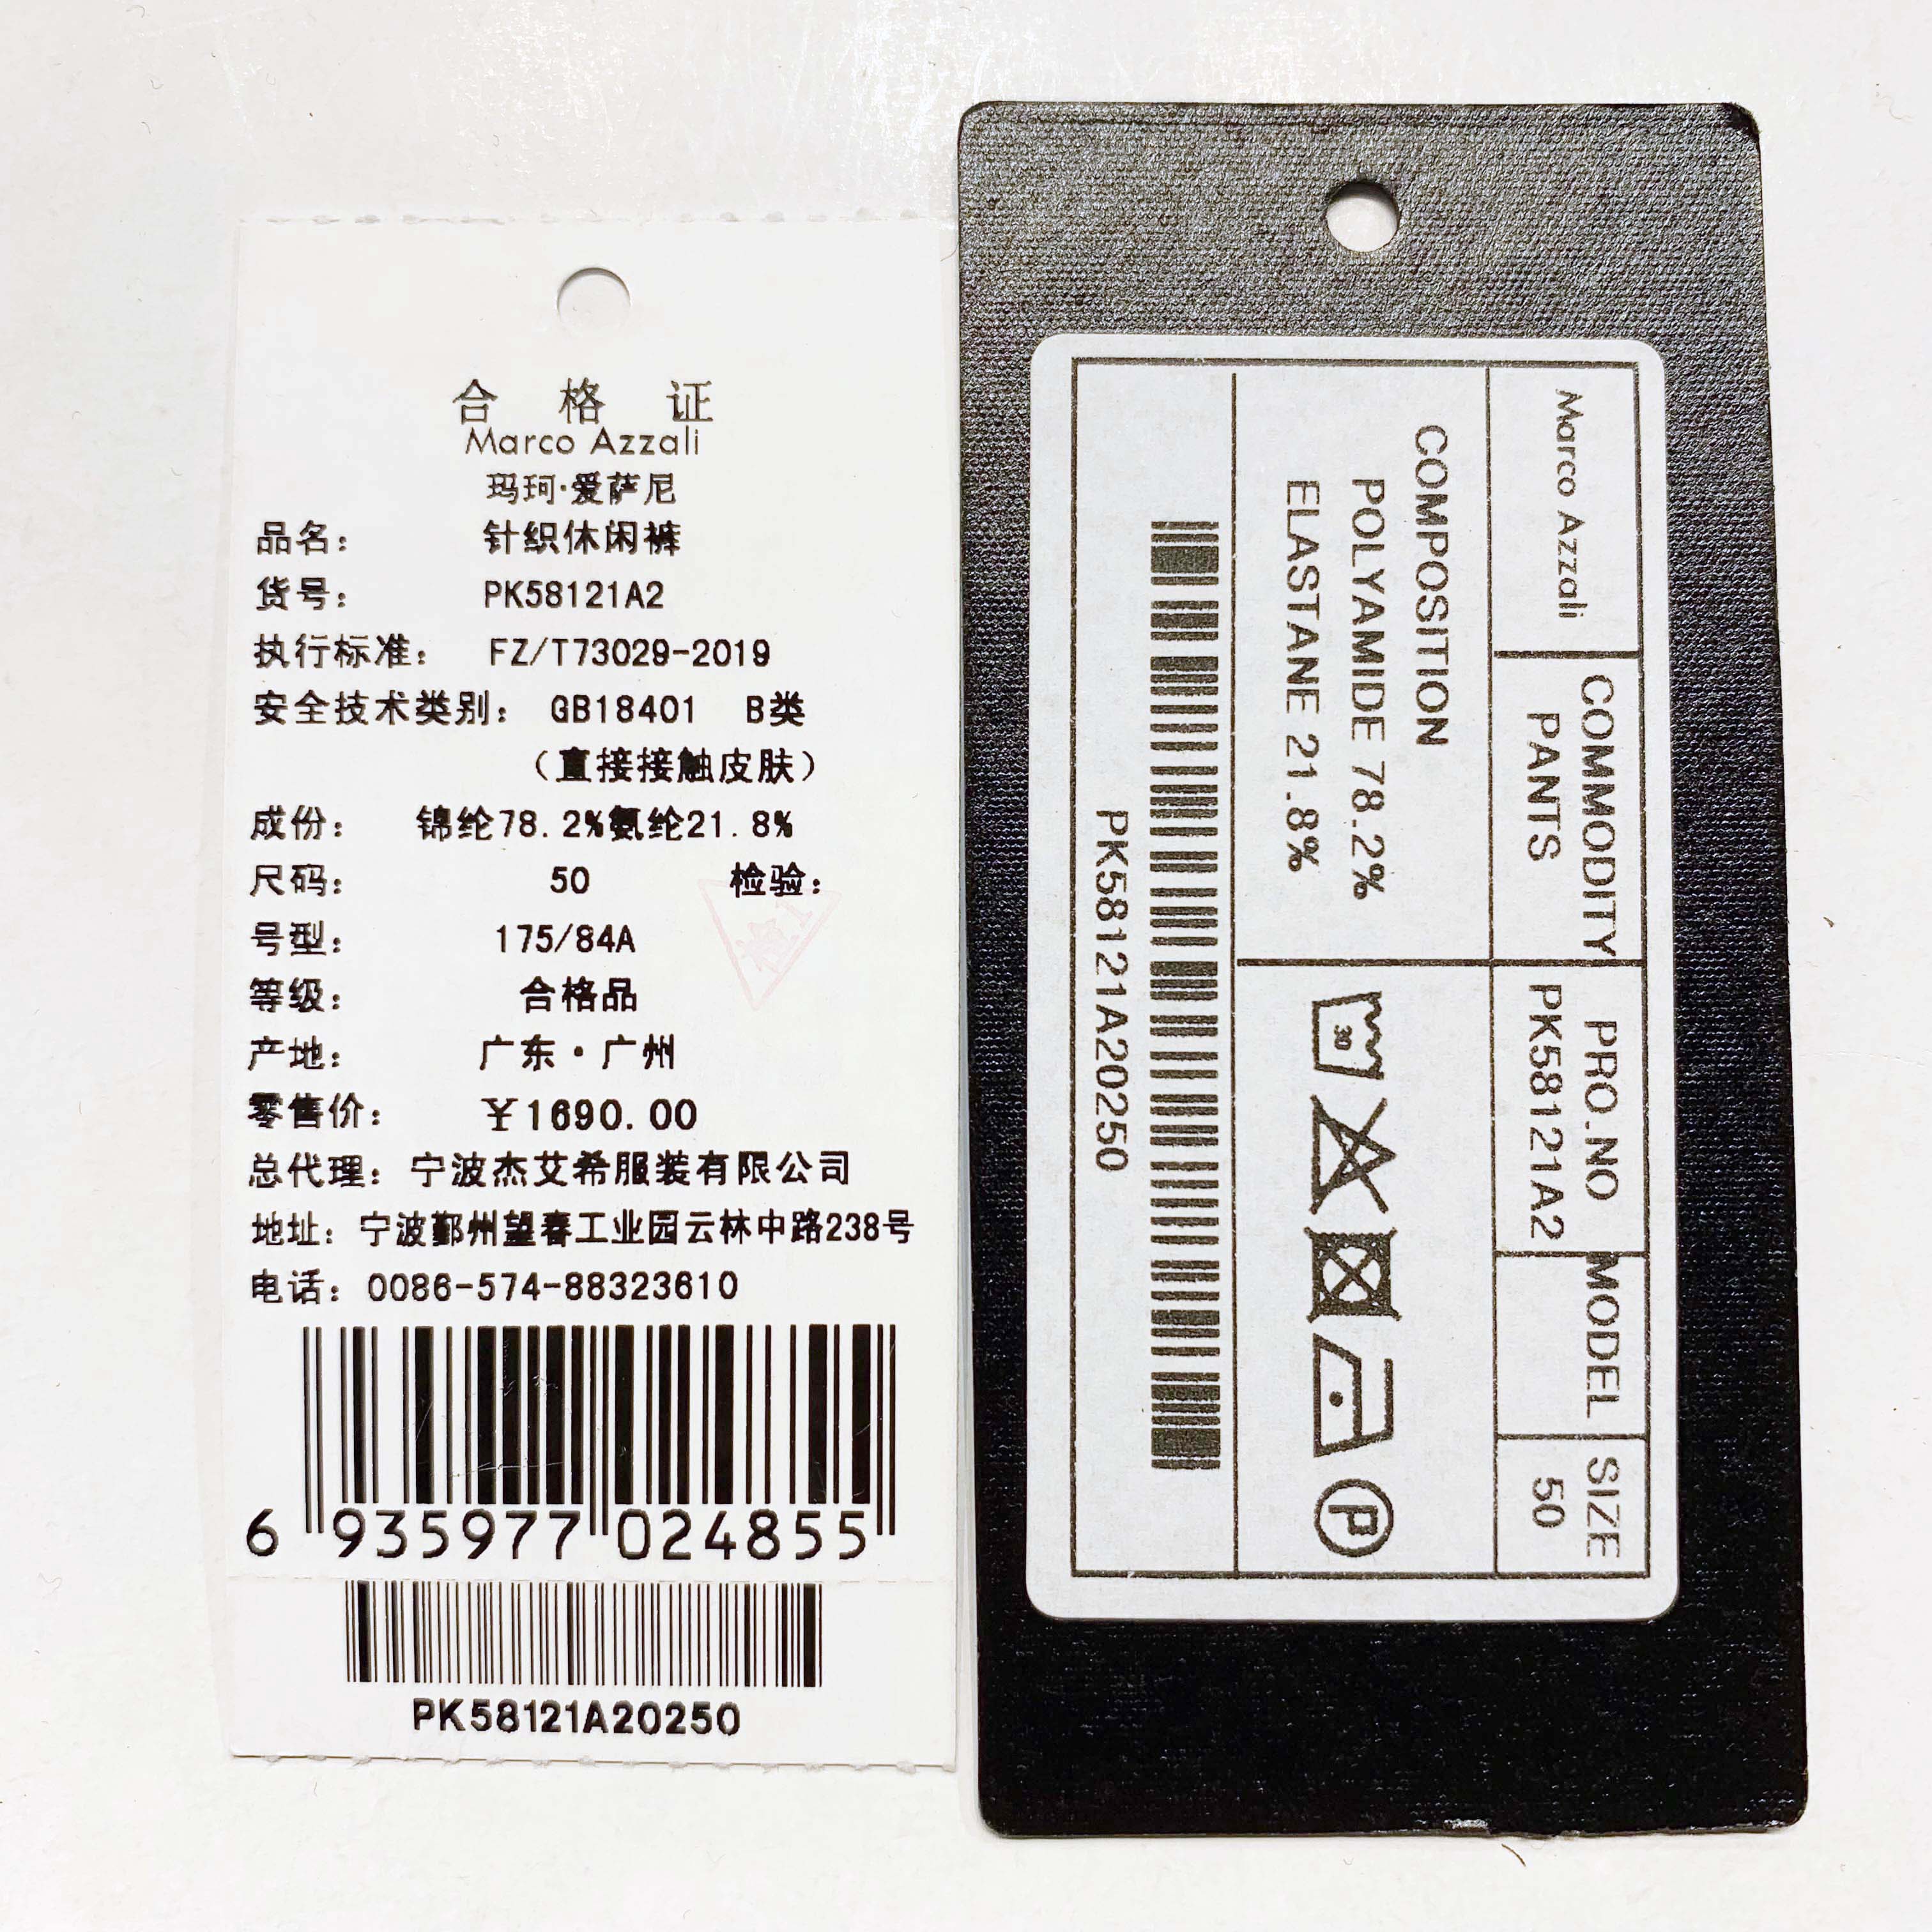 合格证
Marco Azzali
玛珂·爱萨尼
品名： 针织休闲裤
货号： PK58121A2
执行标准： FZ/T73029-2019
安全技术类别： GB18401 B类
（直接接触皮肤）
成份： 锦纶78.2%氨纶21.8%
尺码： 50 检验：
号型： 175/84A
等级： 合格品
产地： 广东·广州
零售价： ￥1690.00
总代理： 宁波杰艾希服装有限公司
地址： 宁波鄞州望春工业园云林中路238号
电话： 0086-574-88323610
6 935977 024855
PK58121A20250
Marco Azzali
COMMODITY
PANTS
PRO.NO
PK58121A2
MODEL
SIZE
50
COMPOSITION
POLYAMIDE 78.2%
ELASTANE 21.8%
30
P
PK58121A20250